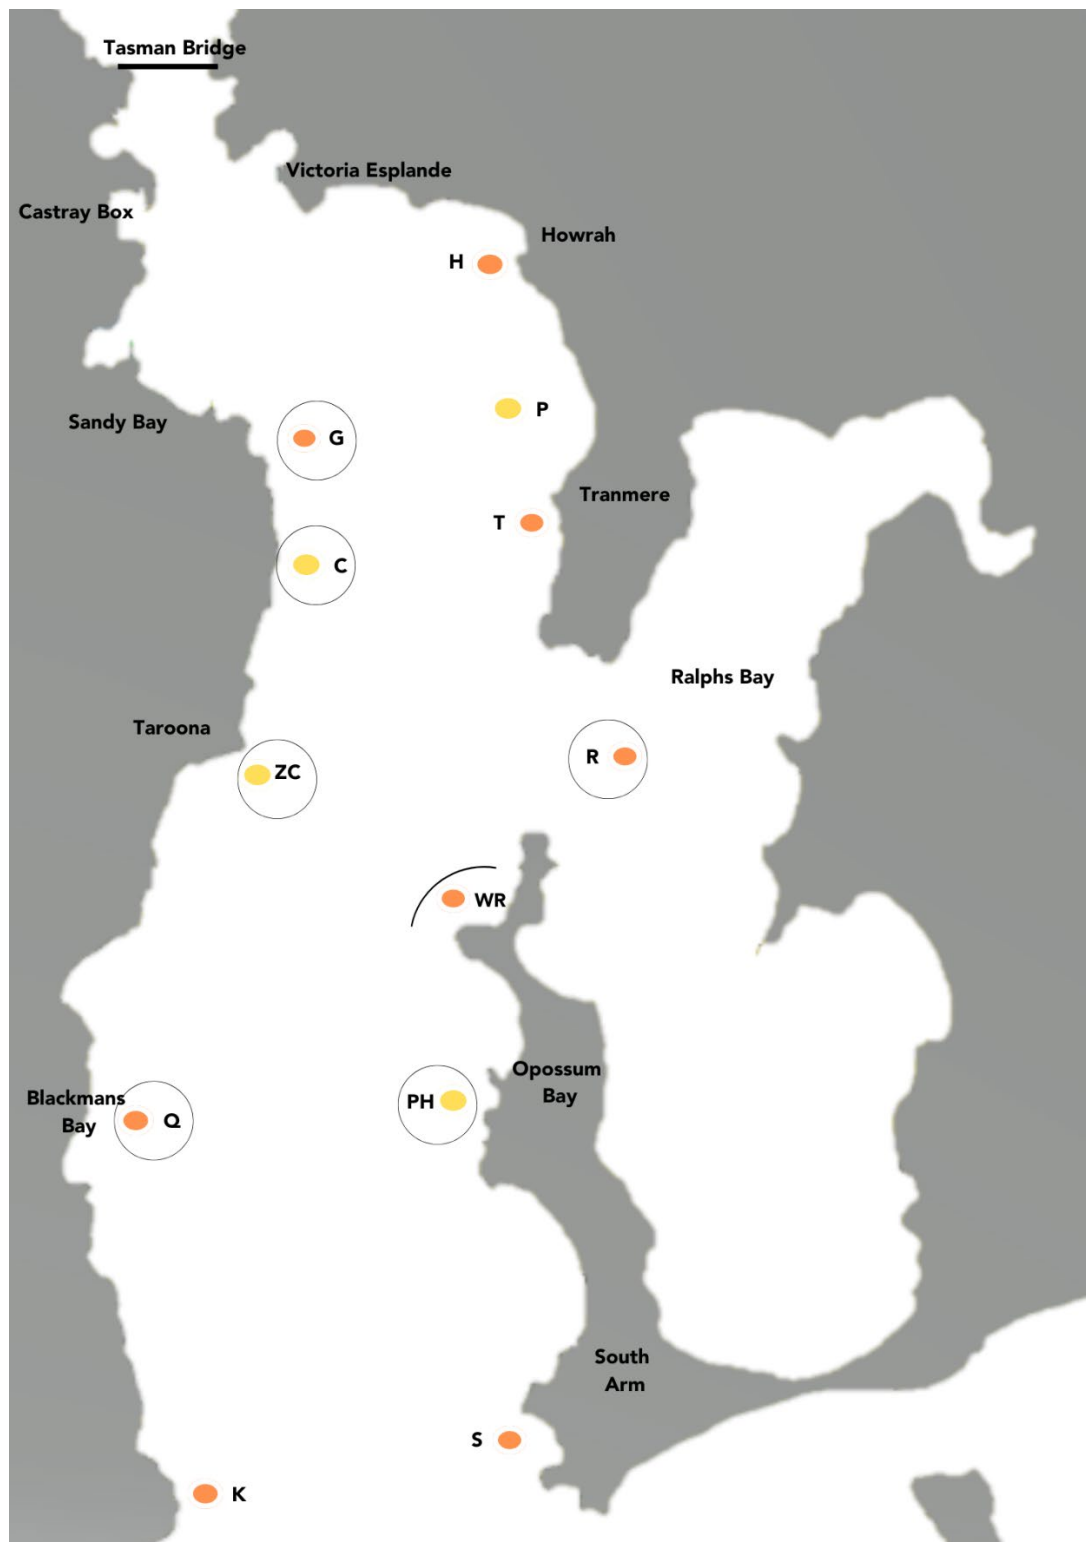 Tasman Bridge
Victoria Esplande
Castray Box
Howrah
H
P
Sandy Bay
G
Tranmere
T
C
Ralphs Bay
Taroona
R
ZC
WR
Opossum
Bay
Blackmans
Bay
PH
Q
South
Arm
S
K